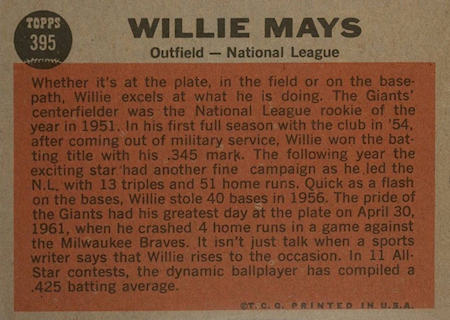 TOPPS
395
WILLIE MAYS
Outfield — National League
Whether it's at the plate, in the field or on the base-
path, Willie excels at what he is doing. The Giants'
centerfielder was the National League rookie of the
year in 1951. In his first full season with the club in '54,
after coming out of military service, Willie won the bat-
ting title with his .345 mark. The following year the
exciting star had another fine campaign as he led the
N.L. with 13 triples and 51 home runs. Quick as a flash
on the bases, Willie stole 40 bases in 1956. The pride of
the Giants had his greatest day at the plate on April 30,
1961, when he crashed 4 home runs in a game against
the Milwaukee Braves. It isn't just talk when a sports
writer says that Willie rises to the occasion. In 11 All-
Star contests, the dynamic ballplayer has compiled a
.425 batting average.
©T.C.G. PRINTED IN U.S.A.